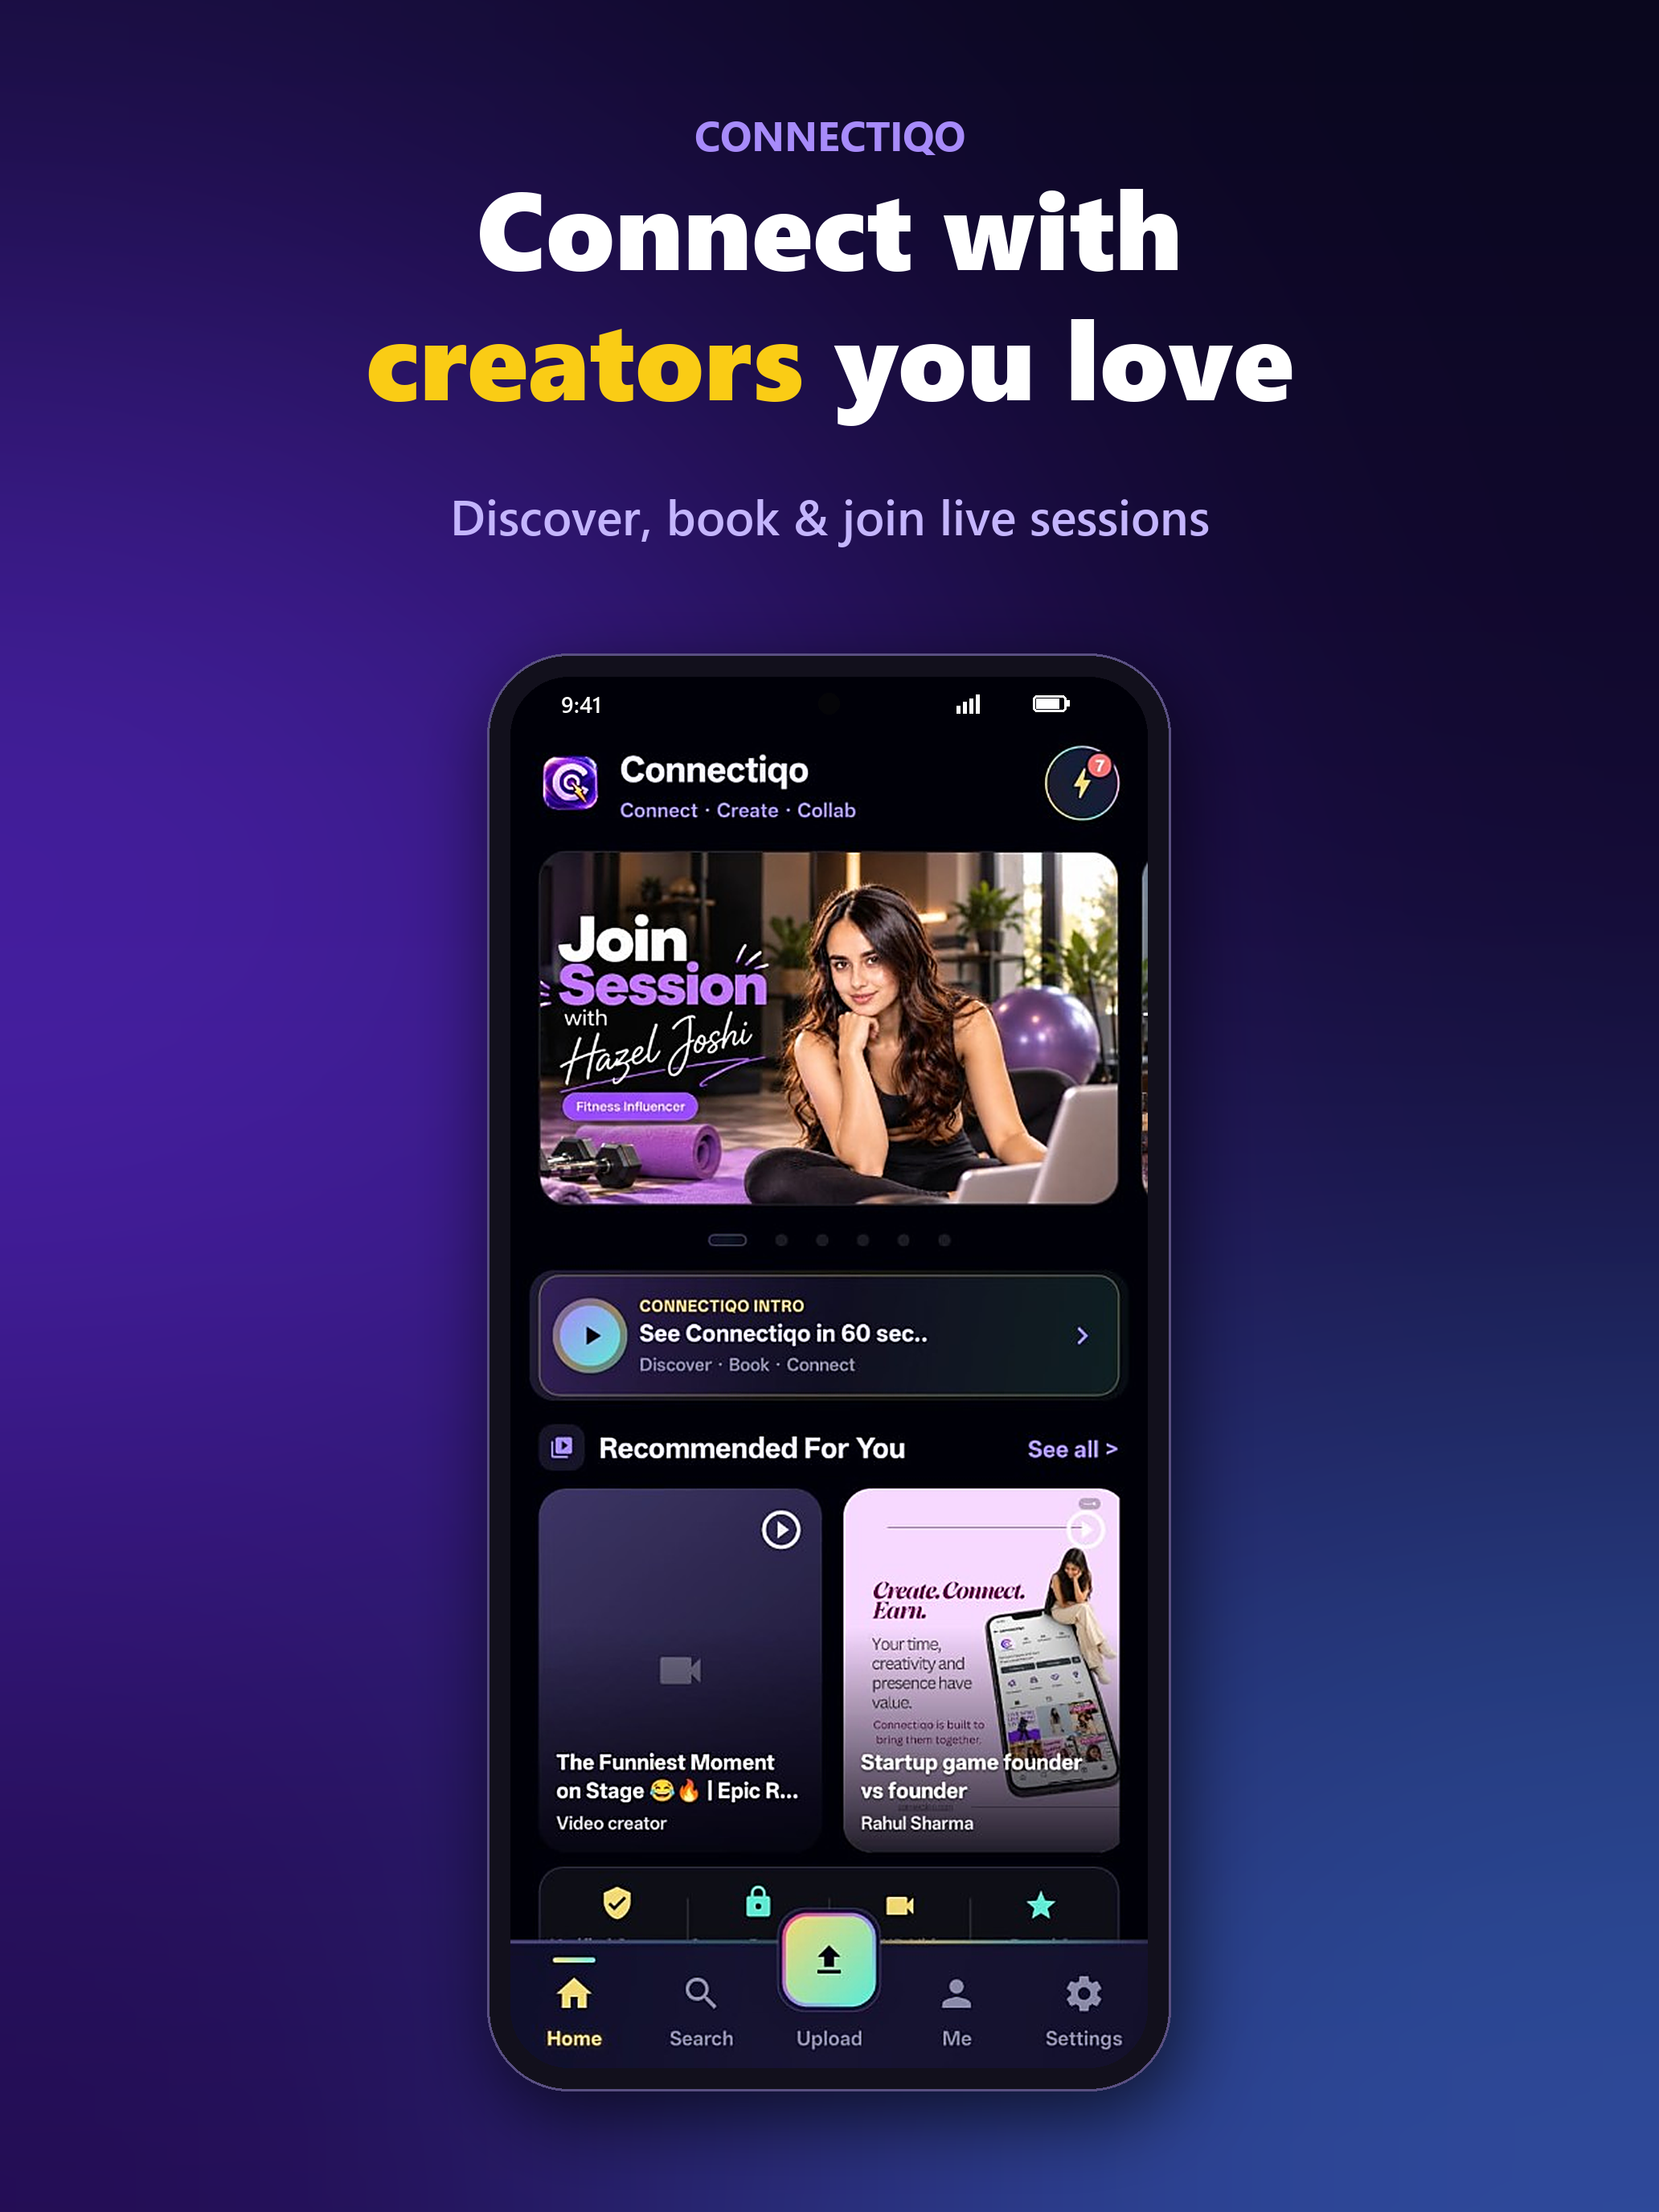 CONNECTIQO
Connect with
creators you love
Discover, book & join live sessions
9:41
Connectiqo
7
Connect · Create · Collab
Join
Session
with
Hazel Joshi
Fitness Influencer
CONNECTIQO INTRO
See Connectiqo in 60 sec..
Discover · Book · Connect
Recommended For You
See all >
The Funniest Moment
on Stage 😂🔥 | Epic R...
Video creator
Create. Connect.
Earn.
Your time,
creativity and
presence have
value.
Connectiqo is built to
bring them together.
Startup game founder
vs founder
Rahul Sharma
Home
Search
Upload
Me
Settings